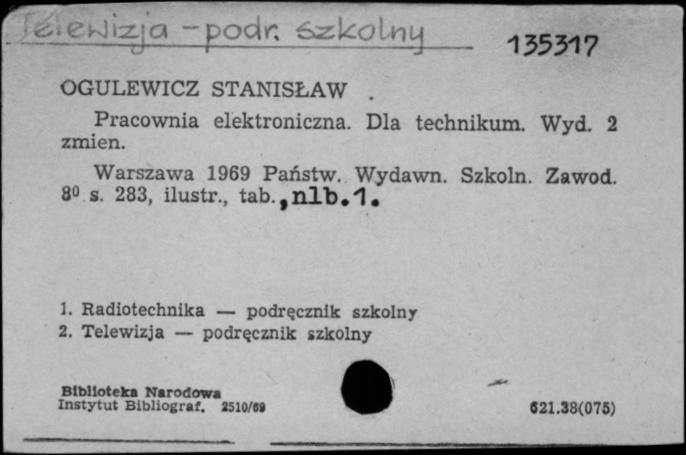 Telewizja - podr. szkolny
135317
OGULEWICZ STANISŁAW
Pracownia elektroniczna. Dla technikum. Wyd. 2
zmien.
Warszawa 1969 Państw. Wydawn. Szkoln. Zawod.
8⁰ s. 283, ilustr., tab., nlb.1.
1. Radiotechnika — podręcznik szkolny
2. Telewizja — podręcznik szkolny
Biblioteka Narodowa
Instytut Bibliograf. 2510/69
621.38(075)